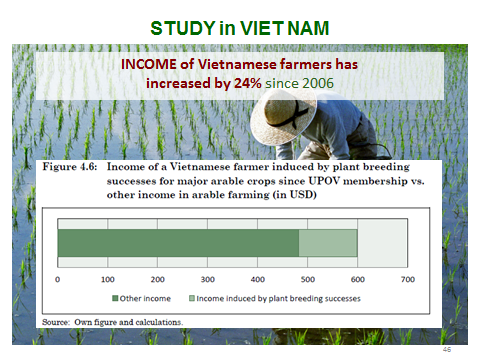 STUDY in VIET NAM
INCOME of Vietnamese farmers has
increased by 24% since 2006
Figure 4.6: Income of a Vietnamese farmer induced by plant breeding
successes for major arable crops since UPOV membership vs.
other income in arable farming (in USD)
0 100 200 300 400 500 600 700
Other income Income induced by plant breeding successes
Source: Own figure and calculations.
46